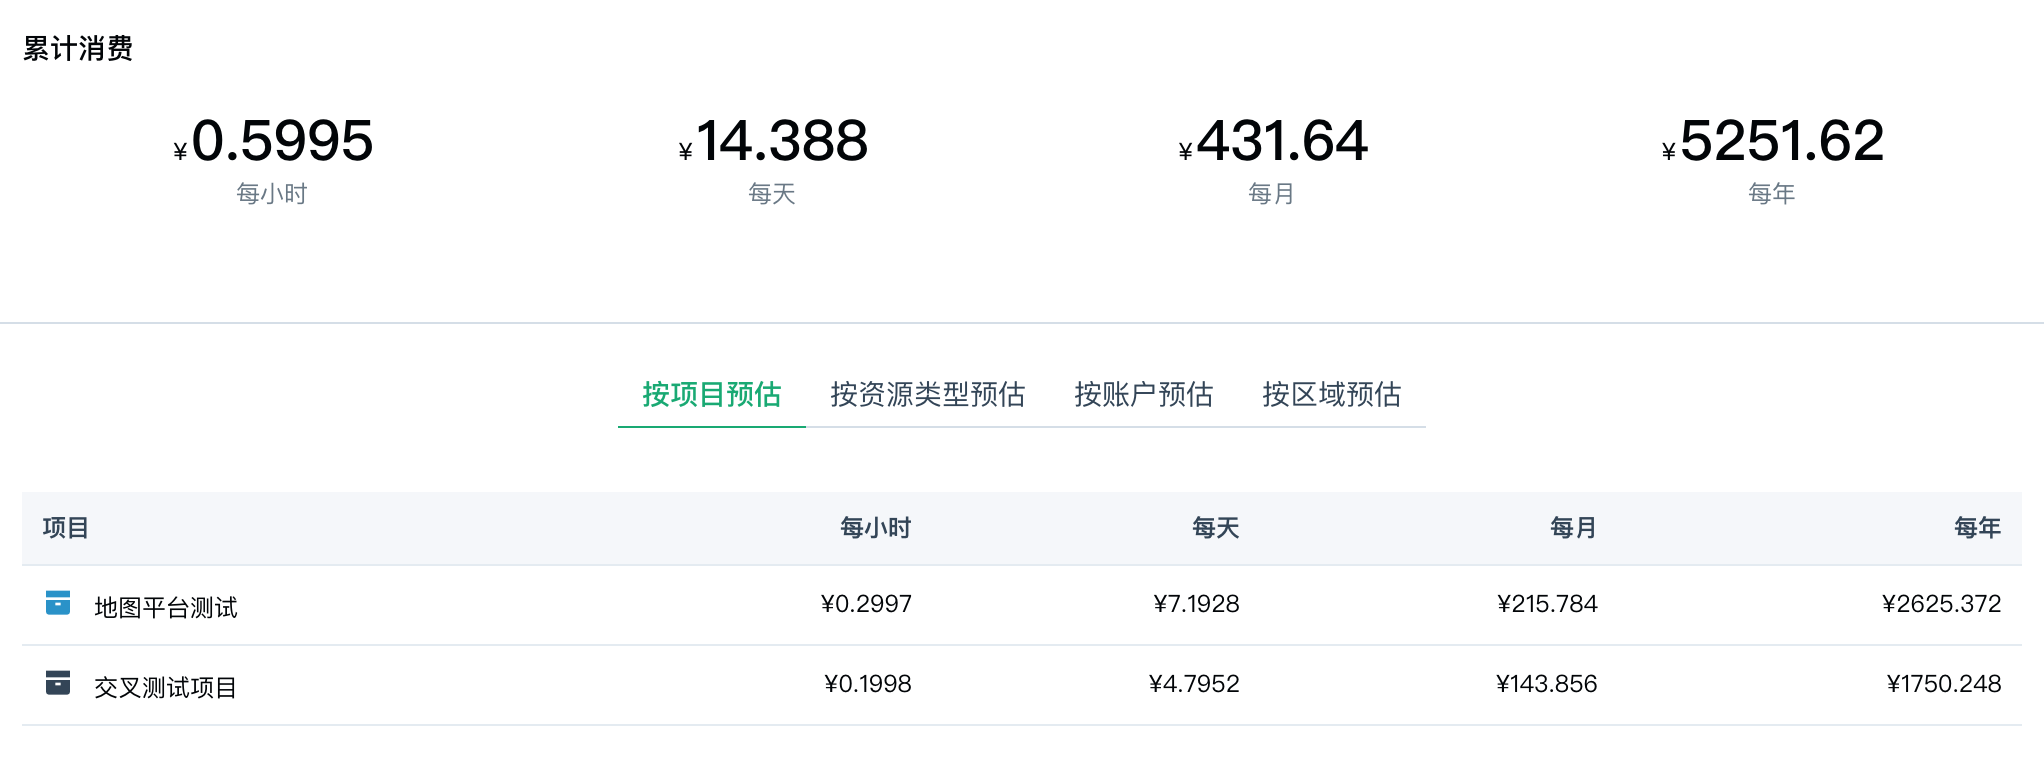 累计消费
¥0.5995 ¥14.388 ¥431.64 ¥5251.62
每小时 每天 每月 每年
按项目预估 按资源类型预估 按账户预估 按区域预估
项目 每小时 每天 每月 每年
地图平台测试 ¥0.2997 ¥7.1928 ¥215.784 ¥2625.372
交叉测试项目 ¥0.1998 ¥4.7952 ¥143.856 ¥1750.248